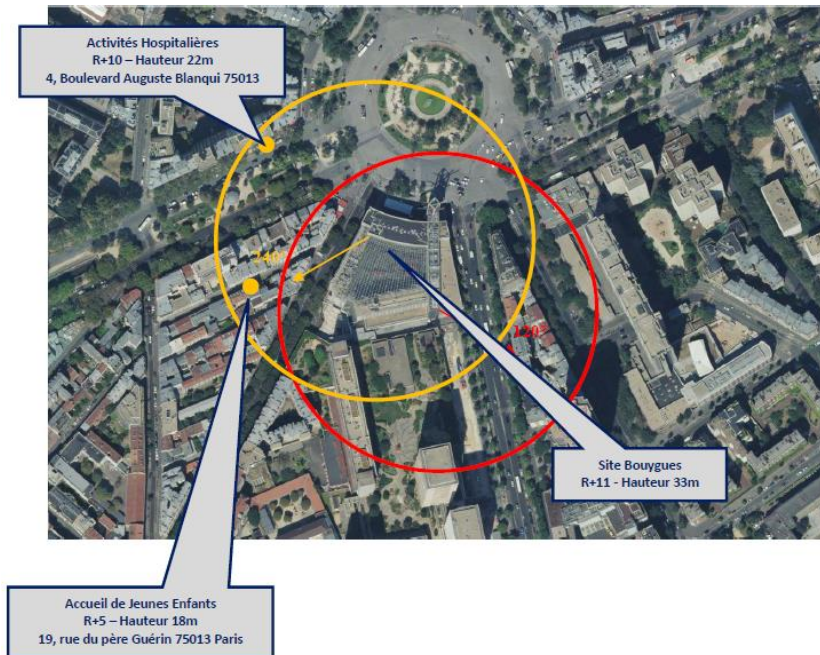 Activités Hospitalières
R+10 – Hauteur 22m
4, Boulevard Auguste Blanqui 75013
240°
120°
Site Bouygues
R+11 - Hauteur 33m
Accueil de Jeunes Enfants
R+5 – Hauteur 18m
19, rue du père Guérin 75013 Paris